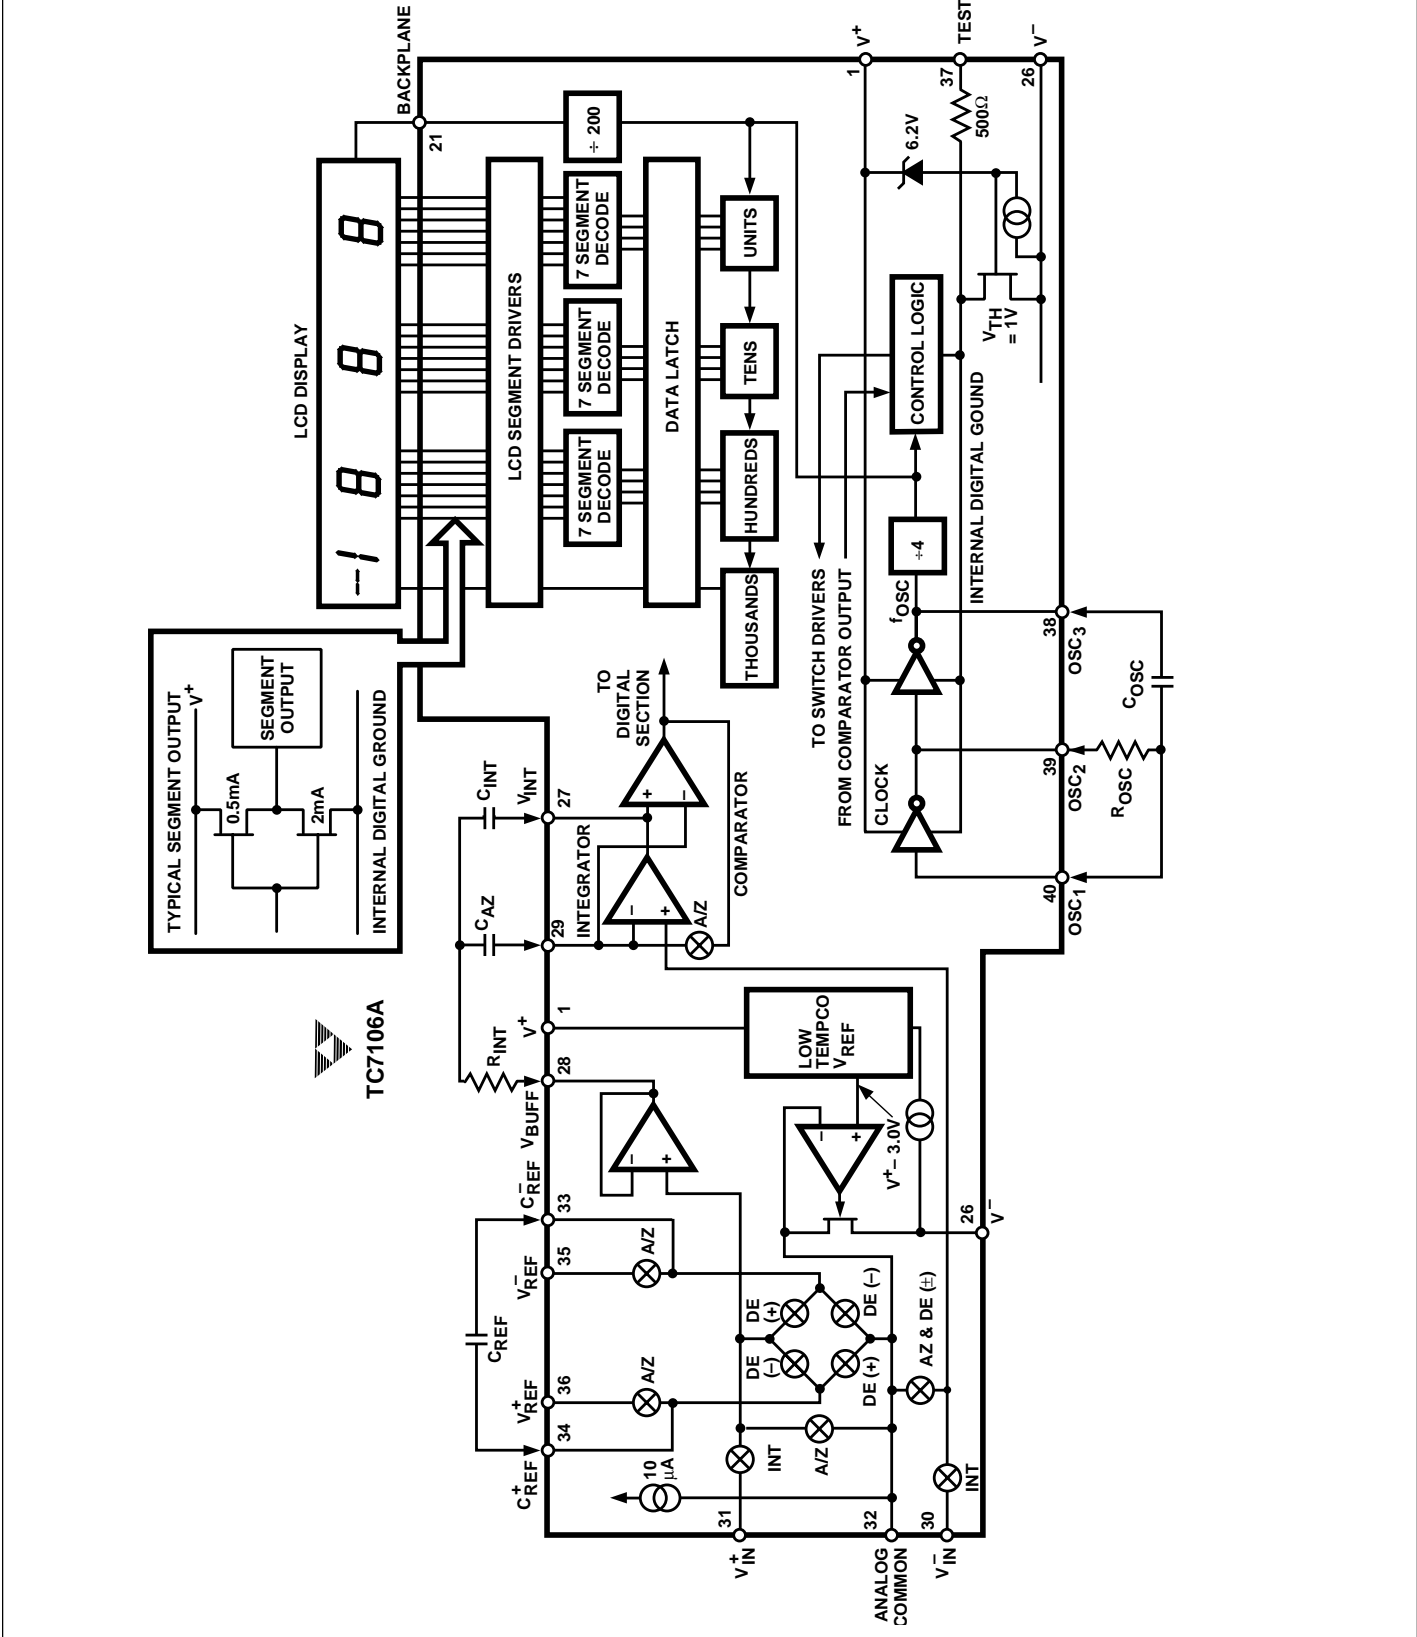 TYPICAL SEGMENT OUTPUT
V+
0.5mA
2mA
SEGMENT
OUTPUT
INTERNAL DIGITAL GROUND
LCD DISPLAY
BACKPLANE
21
LCD SEGMENT DRIVERS
7 SEGMENT
DECODE
7 SEGMENT
DECODE
7 SEGMENT
DECODE
÷ 200
DATA LATCH
THOUSANDS
HUNDREDS
TENS
UNITS
TC7106A
CREF
RINT
CAZ
CINT
C+REF
34
V+REF
36
V–REF
35
C–REF
33
VBUFF
28
V+
1
29
VINT
27
INTEGRATOR
–
+
–
+
+
–
TO
DIGITAL
SECTION
COMPARATOR
A/Z
A/Z
A/Z
10
µA
INT
A/Z
DE
(–)
DE
(+)
DE (+)
DE (–)
AZ & DE (±)
INT
LOW
TEMPCO
VREF
–
+
V+ – 3.0V
V+IN
31
ANALOG
COMMON
32
V–IN
30
26
V–
TO SWITCH DRIVERS
FROM COMPARATOR OUTPUT
CLOCK
fOSC
÷4
CONTROL LOGIC
INTERNAL DIGITAL GOUND
VTH
= 1V
6.2V
500Ω
1
V+
37
TEST
26
V–
40
OSC1
39
OSC2
38
OSC3
ROSC
COSC